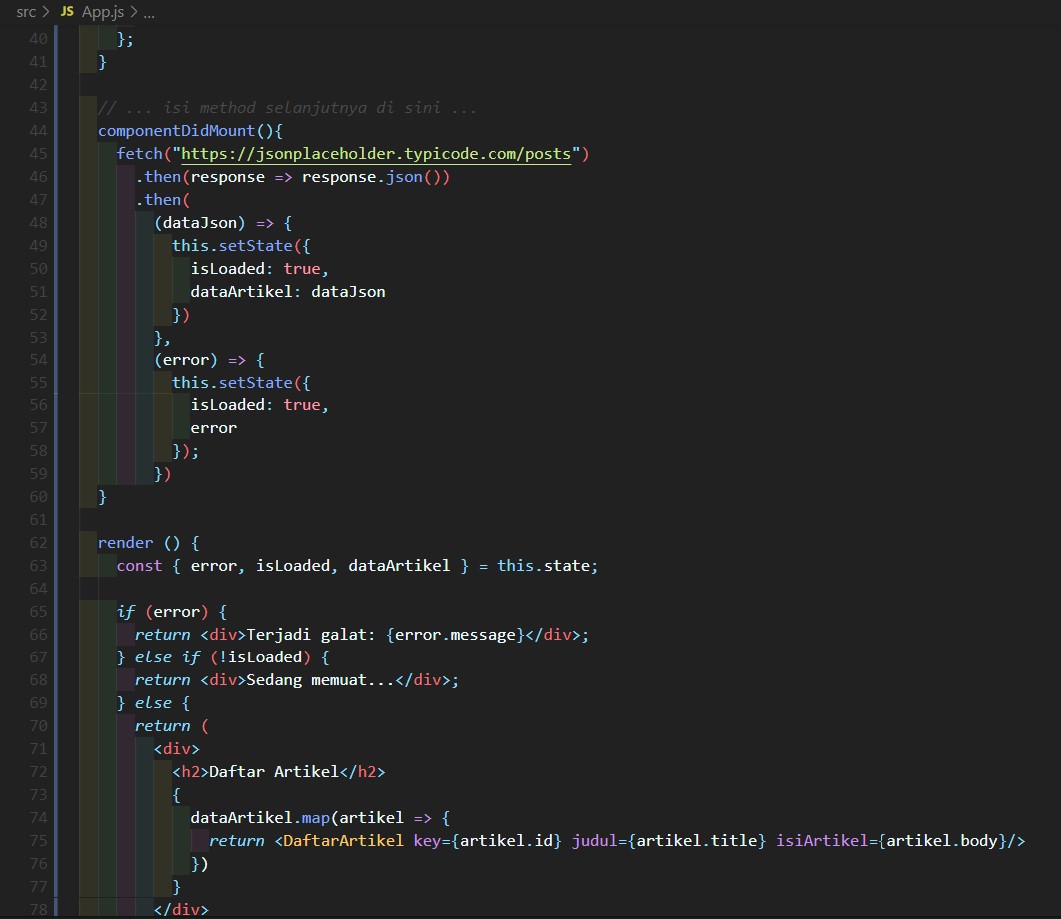 src > JS App.js > ...
40 };
41 }
42
43 // ... isi method selanjutnya di sini ...
44 componentDidMount(){
45 fetch("https://jsonplaceholder.typicode.com/posts")
46 .then(response => response.json())
47 .then(
48 (dataJson) => {
49 this.setState({
50 isLoaded: true,
51 dataArtikel: dataJson
52 })
53 },
54 (error) => {
55 this.setState({
56 isLoaded: true,
57 error
58 });
59 })
60 }
61
62 render () {
63 const { error, isLoaded, dataArtikel } = this.state;
64
65 if (error) {
66 return <div>Terjadi galat: {error.message}</div>;
67 } else if (!isLoaded) {
68 return <div>Sedang memuat...</div>;
69 } else {
70 return (
71 <div>
72 <h2>Daftar Artikel</h2>
73 {
74 dataArtikel.map(artikel => {
75 return <DaftarArtikel key={artikel.id} judul={artikel.title} isiArtikel={artikel.body}/>
76 })
77 }
78 </div>